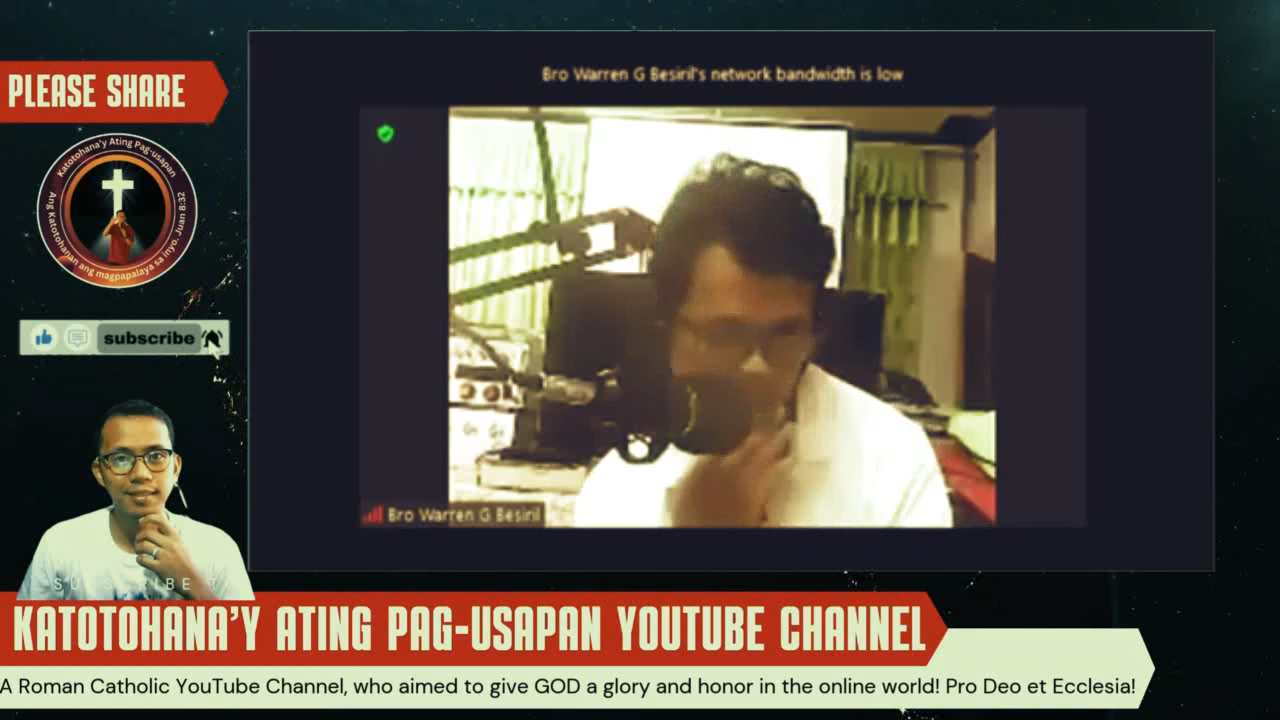 Bro Warren G Besiril's network bandwidth is low
PLEASE SHARE
Katotohana'y Ating Pag-usapan
Ang Katotohanan ang magpapalaya sa inyo. Juan 8:32
subscribe
Bro Warren G Besiril
KATOTOHANA'Y ATING PAG-USAPAN YOUTUBE CHANNEL
A Roman Catholic YouTube Channel, who aimed to give GOD a glory and honor in the online world! Pro Deo et Ecclesia!